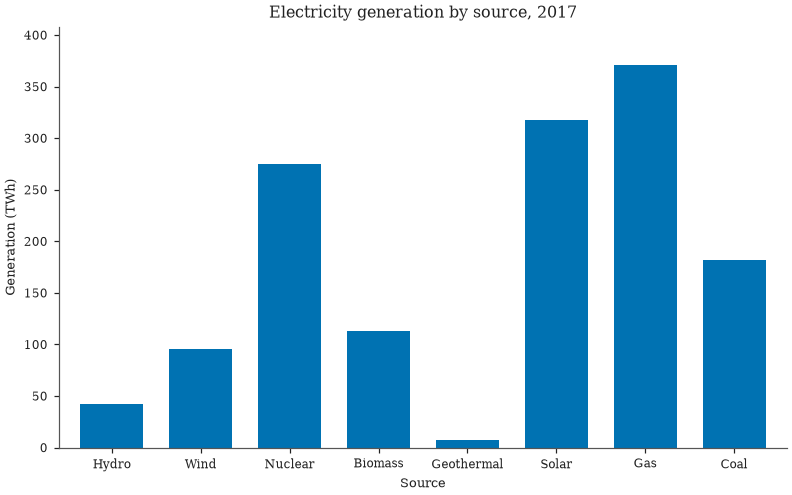 Electricity generation by source, 2017
Generation (TWh)
400
350
300
250
200
150
100
50
0
Hydro Wind Nuclear Biomass Geothermal Solar Gas Coal
Source